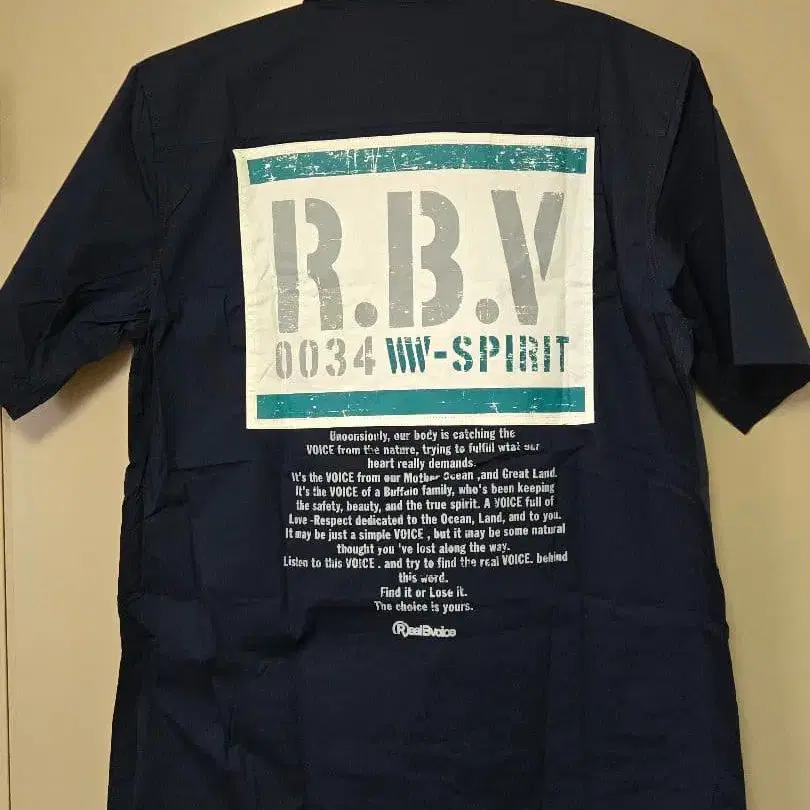 R.B.V
0034 WW-SPIRIT
Unoonsionly, our body is catching the
VOICE from the nature, trying to fulfill wtat our
heart really demands.
It's the VOICE from our Mother Ocean ,and Great Land.
It's the VOICE of a Buffalo family, who's been keeping
the safety, beauty, and the true spirit. A VOICE full of
Love -Respect dedicated to the Ocean, Land, and to you.
It may be just a simple VOICE , but it may be some natural
thought you 've lost along the way.
Listen to this VOICE . and try to find the real VOICE. behind
this word.
Find it or Lose it.
The choice is yours.
RealBvoice